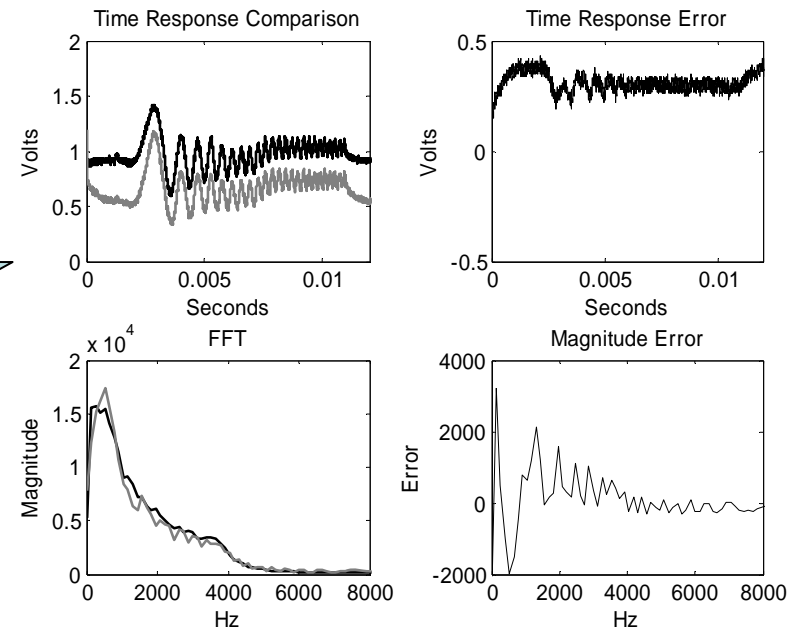 Time Response Comparison
2
1.5
1
0.5
0
Volts
0
0.005
0.01
Seconds
Time Response Error
0.5
0
-0.5
Volts
0
0.005
0.01
Seconds
FFT
x 10^4
2
1.5
1
0.5
0
Magnitude
0
2000
4000
6000
8000
Hz
Magnitude Error
4000
2000
0
-2000
Error
0
2000
4000
6000
8000
Hz